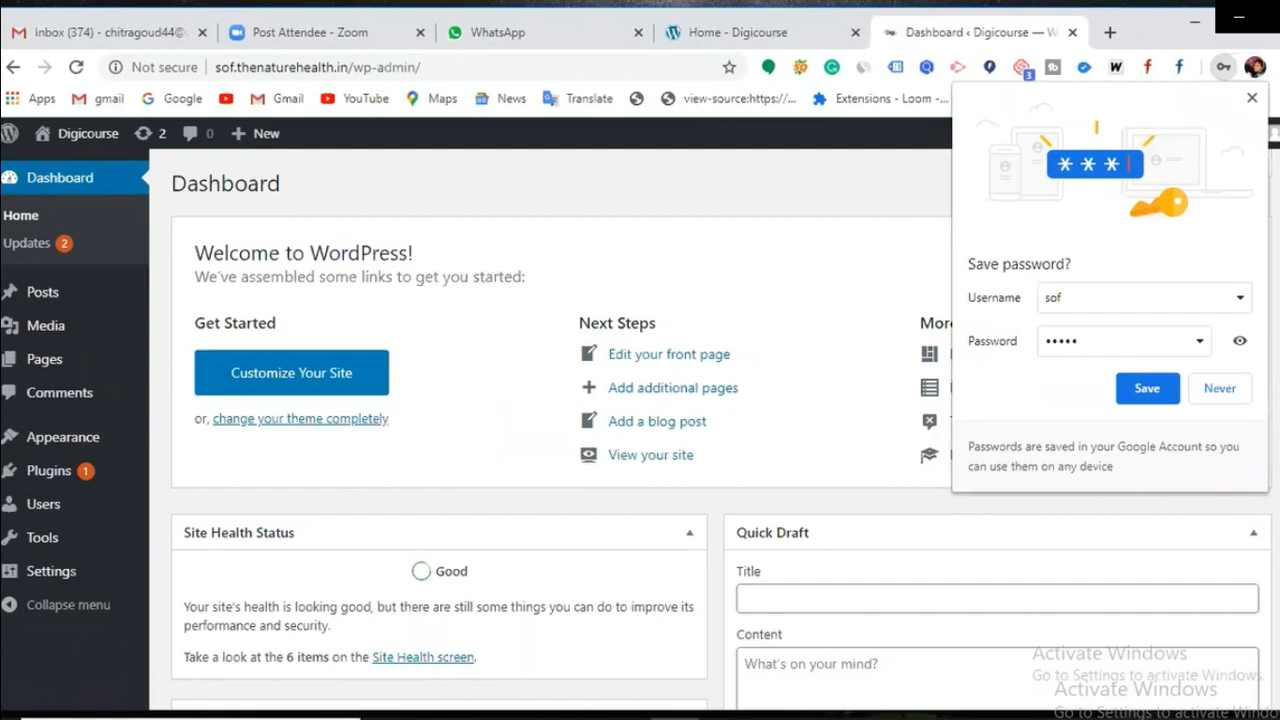 Inbox (374) - chitragoud44@
Post Attendee - Zoom
WhatsApp
Home - Digicourse
Dashboard ‹ Digicourse — W
Not secure
sof.thenaturehealth.in/wp-admin/
3
Apps
gmail
Google
Gmail
YouTube
Maps
News
Translate
view-source:https://...
Extensions - Loom -...
Digicourse
2
0
New
Dashboard
Home
Updates 2
Posts
Media
Pages
Comments
Appearance
Plugins 1
Users
Tools
Settings
Collapse menu
Dashboard
Welcome to WordPress!
We've assembled some links to get you started:
Get Started
Customize Your Site
or, change your theme completely
Next Steps
Edit your front page
Add additional pages
Add a blog post
View your site
Mor
***
Save password?
Username
sof
Password
•••••
Save
Never
Passwords are saved in your Google Account so you
can use them on any device
Site Health Status
Good
Your site's health is looking good, but there are still some things you can do to improve its
performance and security.
Take a look at the 6 items on the Site Health screen.
Quick Draft
Title
Content
What's on your mind?
Activate Windows
Go to Settings to activate Windows.
Activate Windows
Go to Settings to activate Windo